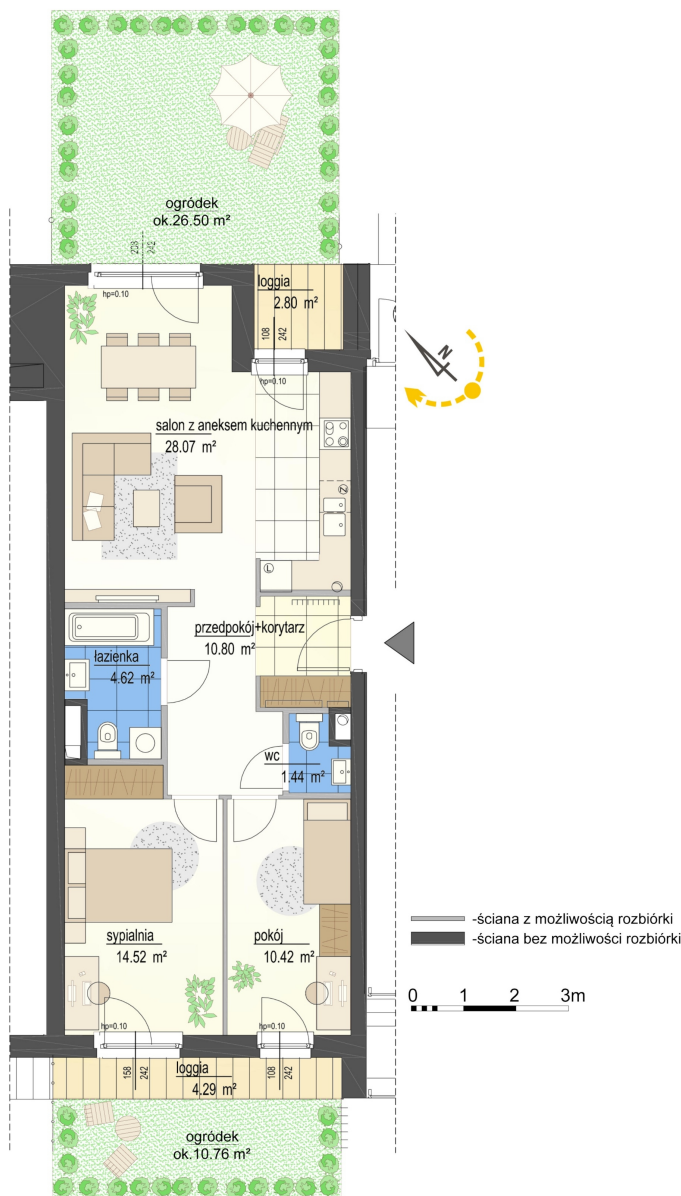 ogródek
ok.26.50 m²
208
242
hp=0.10
loggia
2.80 m²
108
242
hp=0.10
N
salon z aneksem kuchennym
28.07 m²
Z
L
przedpokój+korytarz
10.80 m²
łazienka
4.62 m²
wc
1.44 m²
sypialnia
14.52 m²
pokój
10.42 m²
-ściana z możliwością rozbiórki
-ściana bez możliwości rozbiórki
0 1 2 3m
hp=0.10
hp=0.10
158
242
108
242
loggia
4.29 m²
ogródek
ok.10.76 m²